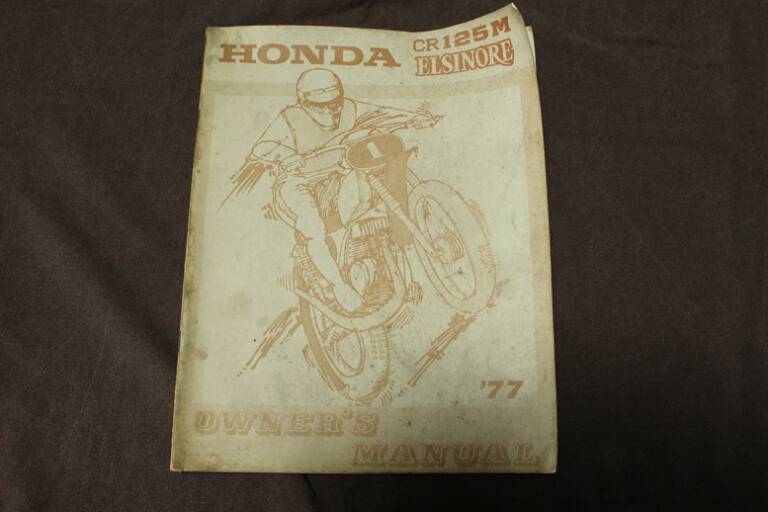 HONDA
CR125M
ELSINORE
1
'77
OWNER'S
MANUAL